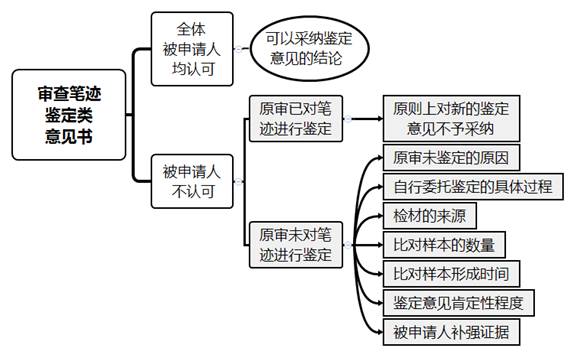 审查笔迹
鉴定类
意见书
全体
被申请人
均认可
可以采纳鉴定
意见的结论
被申请人
不认可
原审已对笔
迹进行鉴定
原则上对新的鉴定
意见不予采纳
原审未对笔
迹进行鉴定
原审未鉴定的原因
自行委托鉴定的具体过程
检材的来源
比对样本的数量
比对样本形成时间
鉴定意见肯定性程度
被申请人补强证据